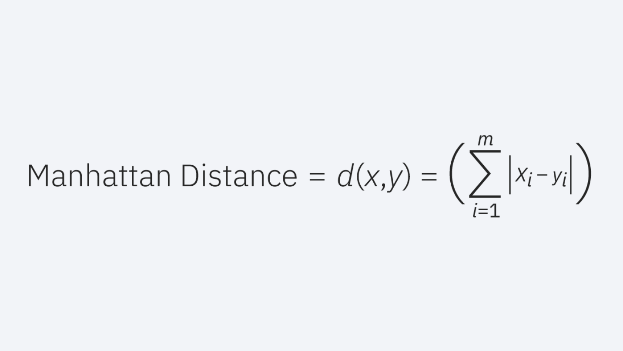 Manhattan Distance = d(x,y) = (∑_{i=1}^{m} |x_i − y_i|)